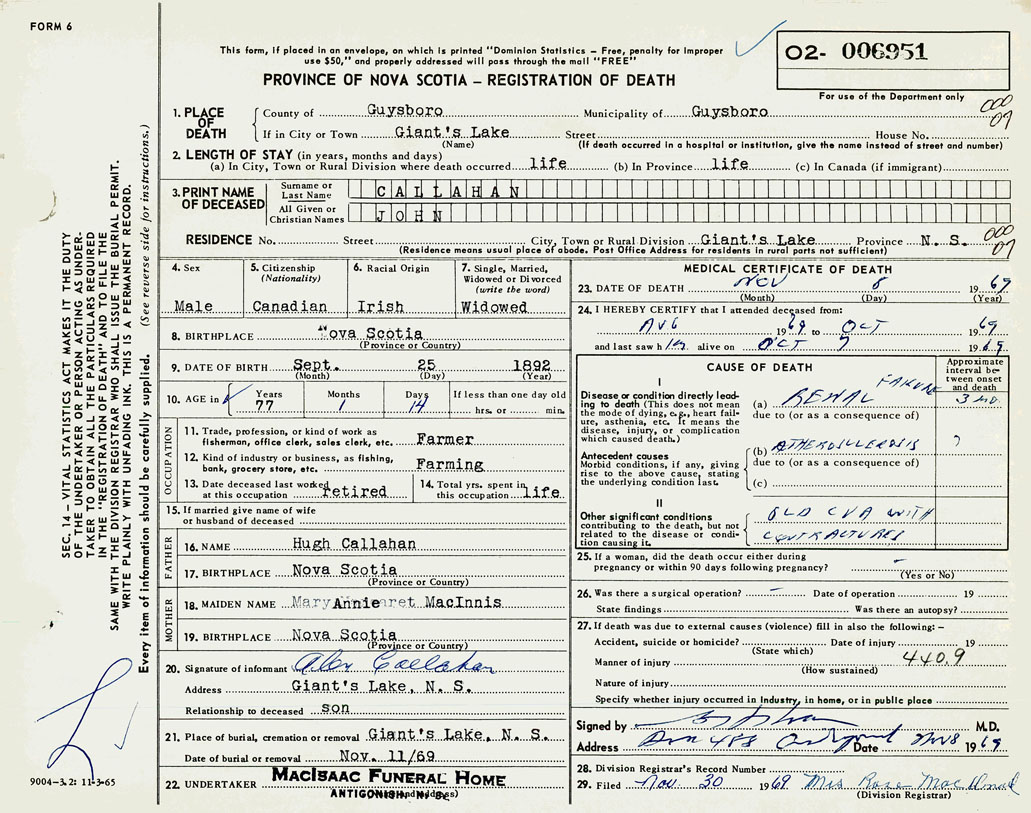 FORM 6
This form, if placed in an envelope, on which is printed "Dominion Statistics – Free, penalty for improper
use $50," and properly addressed will pass through the mail "FREE"
O2- 006951
For use of the Department only
PROVINCE OF NOVA SCOTIA – REGISTRATION OF DEATH
000
07
1. PLACE OF DEATH County of Guysboro Municipality of Guysboro
If in City or Town Giant's Lake Street House No.
(Name) (If death occurred in a hospital or institution, give the name instead of street and number)
2. LENGTH OF STAY (in years, months and days)
(a) In City, Town or Rural Division where death occurred life (b) In Province life (c) In Canada (if immigrant)
3. PRINT NAME OF DECEASED Surname or Last Name CALLAHAN
All Given or Christian Names JOHN
RESIDENCE No. Street City, Town or Rural Division Giant's Lake Province N. S.
(Residence means usual place of abode. Post Office Address for residents in rural parts not sufficient)
000
07
SEC. 14 – VITAL STATISTICS ACT MAKES IT THE DUTY
OF THE UNDERTAKER OR PERSON ACTING AS UNDER-
TAKER TO OBTAIN ALL THE PARTICULARS REQUIRED
IN THE "REGISTRATION OF DEATH" AND TO FILE THE
SAME WITH THE DIVISION REGISTRAR WHO SHALL ISSUE THE BURIAL PERMIT.
WRITE PLAINLY WITH UNFADING INK. THIS IS A PERMANENT RECORD.
Every item of information should be carefully supplied. (See reverse side for instructions.)
4. Sex
Male
5. Citizenship
(Nationality)
Canadian
6. Racial Origin
Irish
7. Single, Married,
Widowed or Divorced
(write the word)
Widowed
8. BIRTHPLACE Nova Scotia
(Province or Country)
9. DATE OF BIRTH Sept. 25 1892
(Month) (Day) (Year)
10. AGE in Years Months Days If less than one day old
77 1 14 hrs. or min.
OCCUPATION
11. Trade, profession, or kind of work as
fisherman, office clerk, sales clerk, etc. Farmer
12. Kind of industry or business, as fishing,
bank, grocery store, etc. Farming
13. Date deceased last worked
at this occupation retired
14. Total yrs. spent in
this occupation life
15. If married give name of wife
or husband of deceased
FATHER
16. NAME Hugh Callahan
17. BIRTHPLACE Nova Scotia
(Province or Country)
MOTHER
18. MAIDEN NAME Mary Annie MacInnis
19. BIRTHPLACE Nova Scotia
(Province or Country)
20. Signature of informant Alex Callahan
Address Giant's Lake, N. S.
Relationship to deceased son
21. Place of burial, cremation or removal Giant's Lake, N. S.
Date of burial or removal Nov. 11/69
22. UNDERTAKER MACISAAC FUNERAL HOME
ANTIGONISH, N. S.
9004-3.2: 11-3-65
MEDICAL CERTIFICATE OF DEATH
23. DATE OF DEATH NOV 8 1969
(Month) (Day) (Year)
24. I HEREBY CERTIFY that I attended deceased from:
AUG 1969 to OCT 1969
and last saw him alive on OCT 9 1969
CAUSE OF DEATH
Approximate
interval be-
tween onset
and death
I
Disease or condition directly lead-
ing to death (This does not mean
the mode of dying, e.g., heart fail-
ure, asthenia, etc. It means the
disease, injury, or complication
which caused death.)
(a) RENAL FAILURE 3 MO.
due to (or as a consequence of)
(b) ATHEROSCLEROSIS ?
due to (or as a consequence of)
Antecedent causes
Morbid conditions, if any, giving
rise to the above cause, stating
the underlying condition last.
(c)
II
Other significant conditions
contributing to the death, but not
related to the disease or condi-
tion causing it.
OLD CVA WITH
CONTRACTURES
25. If a woman, did the death occur either during
pregnancy or within 90 days following pregnancy? –
(Yes or No)
26. Was there a surgical operation? – Date of operation 19
State findings Was there an autopsy?
27. If death was due to external causes (violence) fill in also the following: –
Accident, suicide or homicide? Date of injury 19
(State which)
Manner of injury 440.9
(How sustained)
Nature of injury
Specify whether injury occurred in industry, in home, or in public place
Signed by M.D.
Address Box 488 Antigonish Date Nov 8 1969
28. Division Registrar's Record Number
29. Filed Nov. 30 1969 Mrs Rose MacDonald
(Division Registrar)